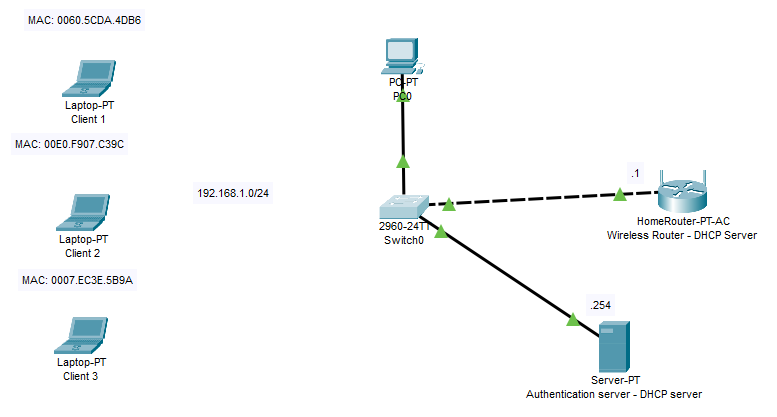 MAC: 0060.5CDA.4DB6
Laptop-PT
Client 1
MAC: 00E0.F907.C39C
Laptop-PT
Client 2
MAC: 0007.EC3E.5B9A
Laptop-PT
Client 3
192.168.1.0/24
PC-PT
PC0
2960-24TT
Switch0
.1
HomeRouter-PT-AC
Wireless Router - DHCP Server
.254
Server-PT
Authentication server - DHCP server